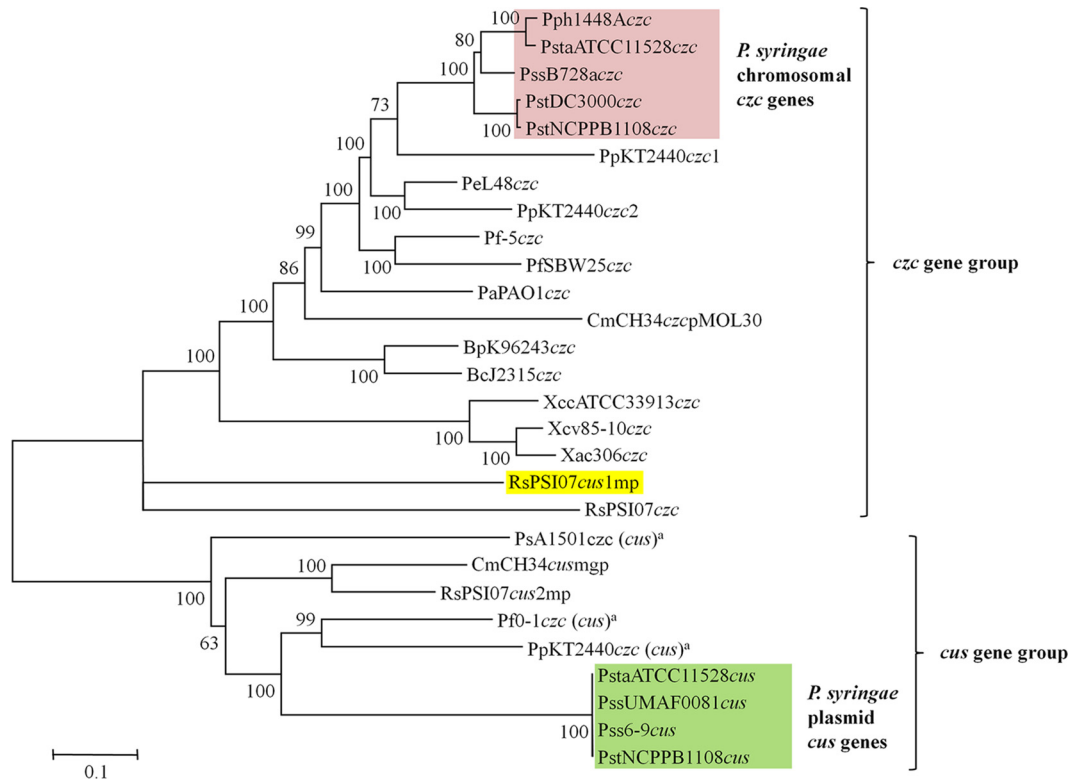 100
Pph1448Aczc
80
PstaATCC11528czc
P. syringae
chromosomal
czc genes
100
PssB728aczc
73
PstDC3000czc
100
PstNCPPB1108czc
100
PpKT2440czc1
100
PeL48czc
100
PpKT2440czc2
99
Pf-5czc
100
PfSBW25czc
czc gene group
86
PaPAO1czc
100
CmCH34czcpMOL30
100
BpK96243czc
100
BcJ2315czc
XccATCC33913czc
100
Xcv85-10czc
100
Xac306czc
RsPSI07cus1mp
RsPSI07czc
PsA1501czc (cus)ᵃ
100
100
CmCH34cusmgp
RsPSI07cus2mp
63
99
Pf0-1czc (cus)ᵃ
PpKT2440czc (cus)ᵃ
cus gene group
100
PstaATCC11528cus
PssUMAF0081cus
Pss6-9cus
100
PstNCPPB1108cus
P. syringae
plasmid
cus genes
0.1